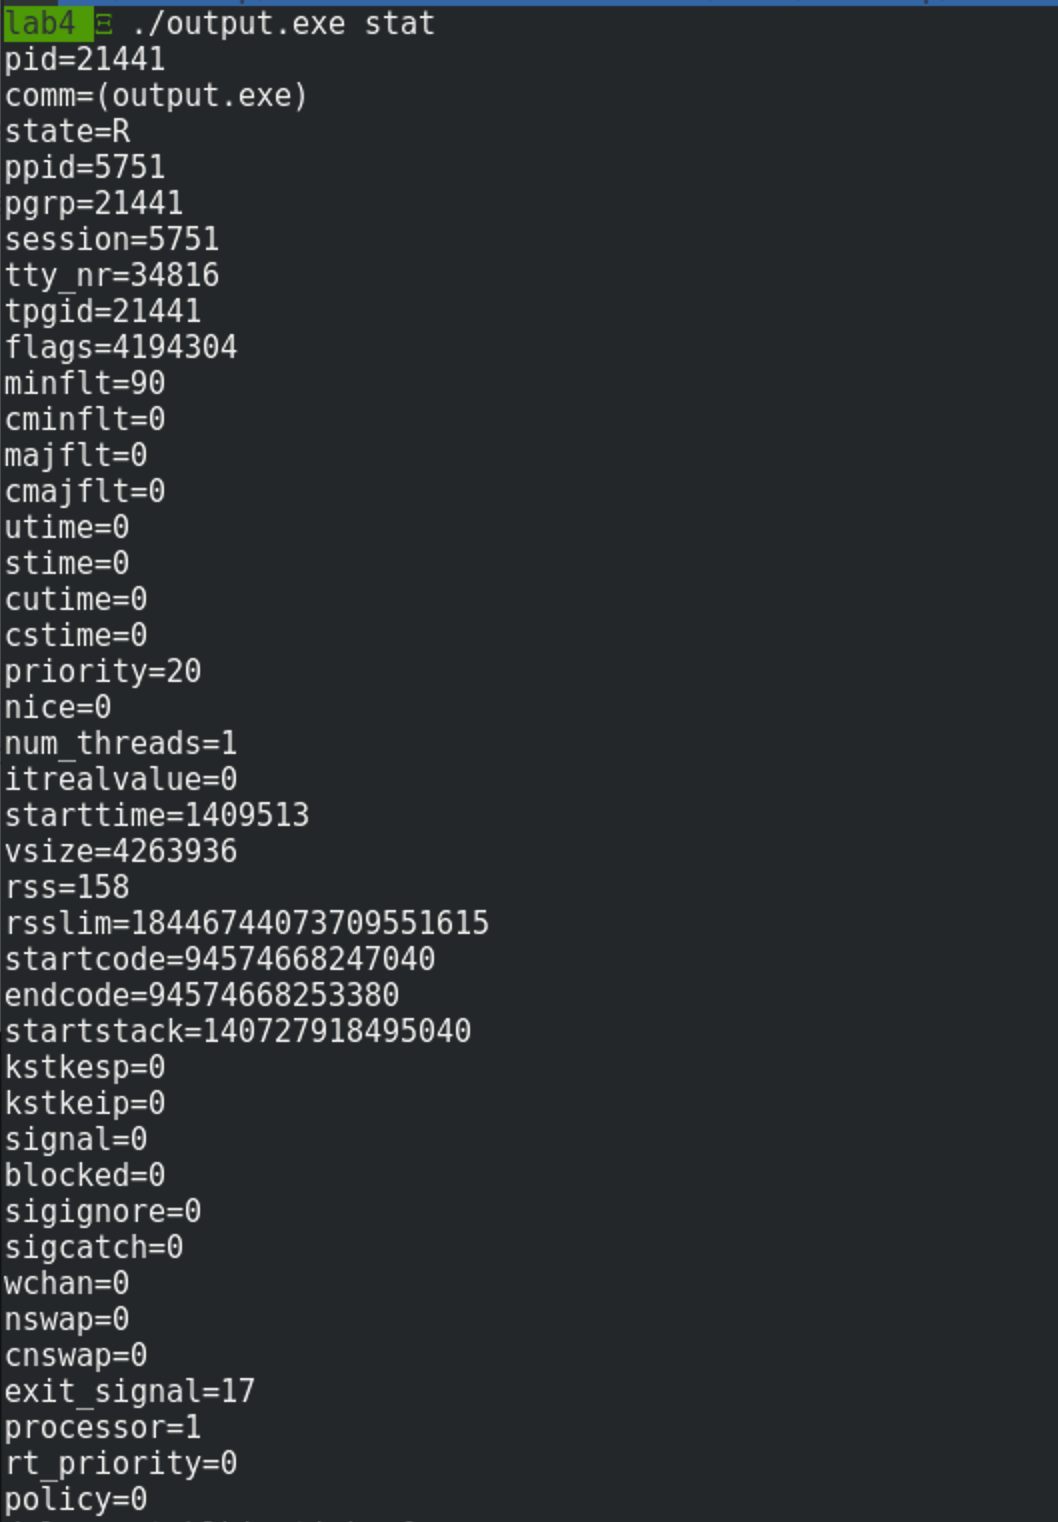 lab4 Ξ ./output.exe stat
pid=21441
comm=(output.exe)
state=R
ppid=5751
pgrp=21441
session=5751
tty_nr=34816
tpgid=21441
flags=4194304
minflt=90
cminflt=0
majflt=0
cmajflt=0
utime=0
stime=0
cutime=0
cstime=0
priority=20
nice=0
num_threads=1
itrealvalue=0
starttime=1409513
vsize=4263936
rss=158
rsslim=18446744073709551615
startcode=94574668247040
endcode=94574668253380
startstack=140727918495040
kstkesp=0
kstkeip=0
signal=0
blocked=0
sigignore=0
sigcatch=0
wchan=0
nswap=0
cnswap=0
exit_signal=17
processor=1
rt_priority=0
policy=0